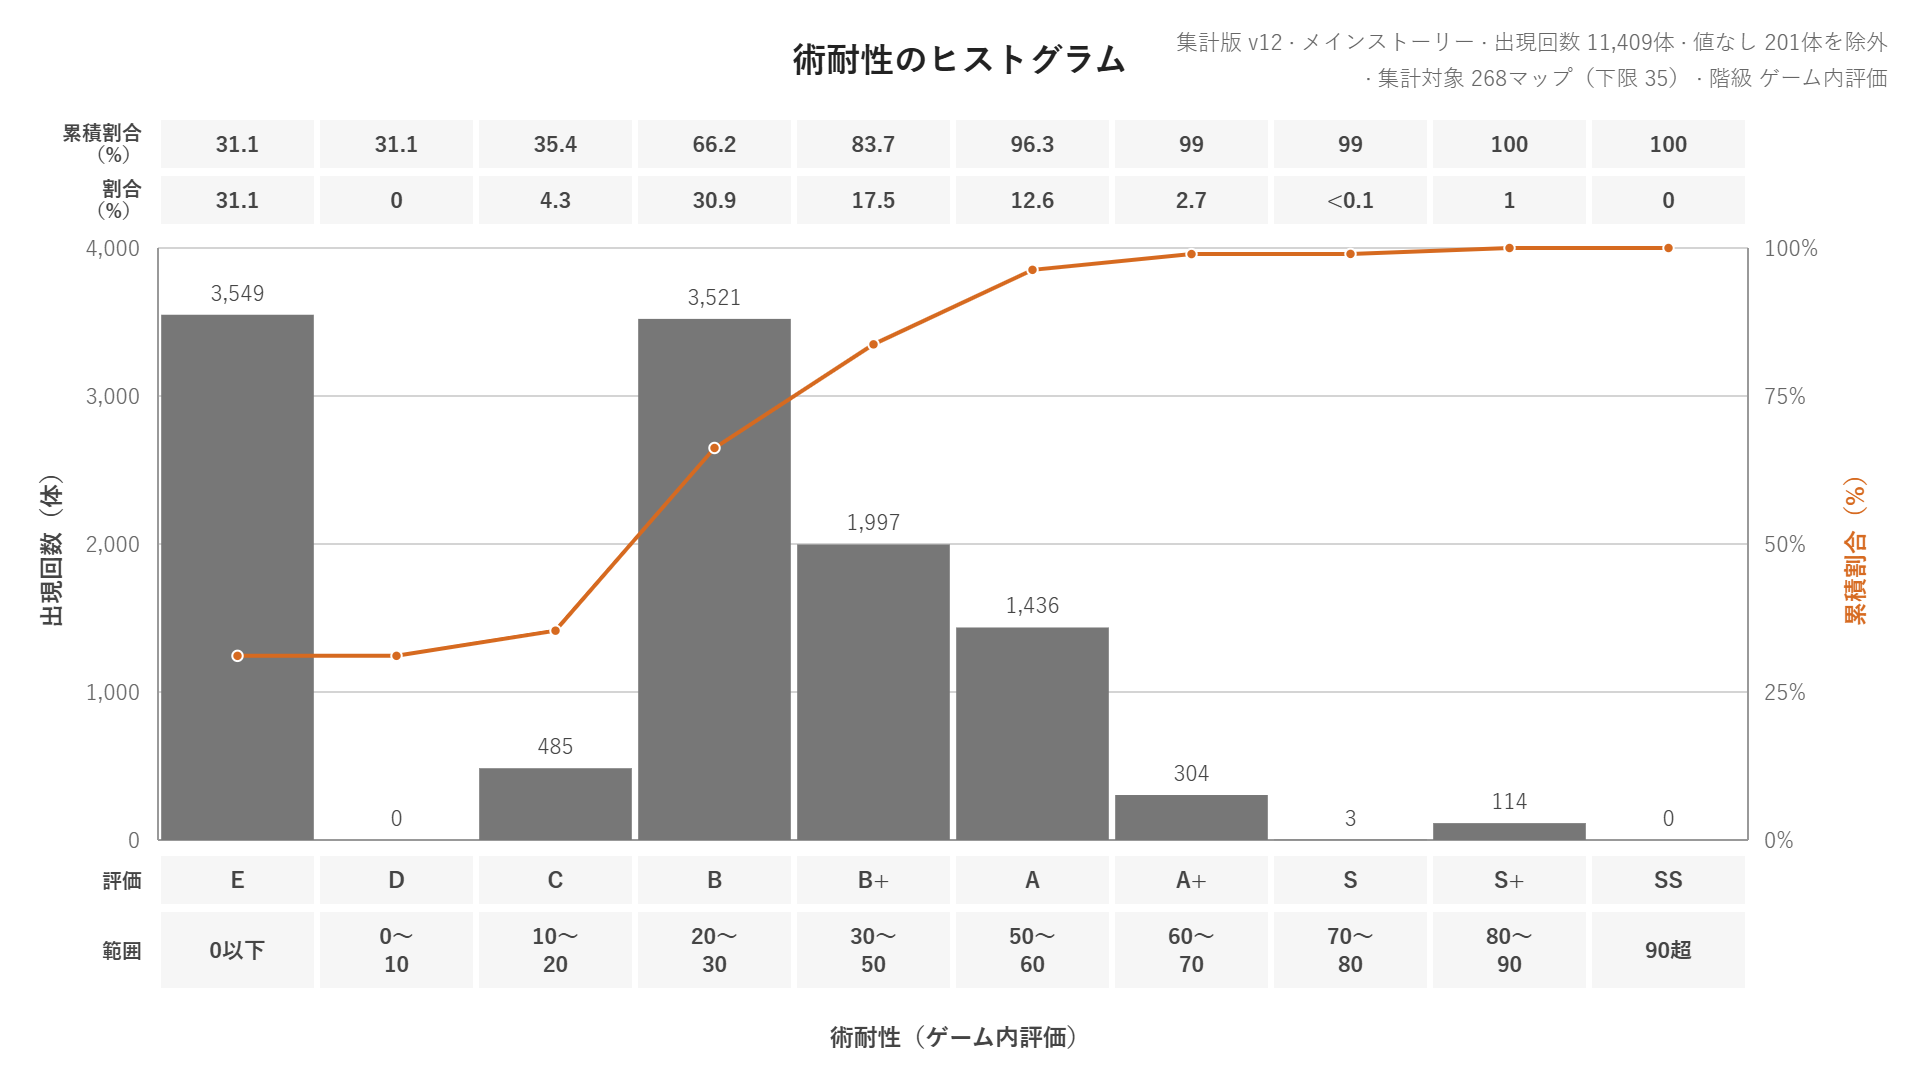 術耐性のヒストグラム
集計版 v12 · メインストーリー · 出現回数 11,409体 · 値なし 201体を除外
· 集計対象 268マップ（下限 35） · 階級 ゲーム内評価
累積割合
（%）
31.1 31.1 35.4 66.2 83.7 96.3 99 99 100 100
割合
（%）
31.1 0 4.3 30.9 17.5 12.6 2.7 <0.1 1 0
4,000
3,000
2,000
1,000
0
出現回数（体）
3,549
0
485
3,521
1,997
1,436
304
3
114
0
100%
75%
50%
25%
0%
累積割合（%）
評価 E D C B B+ A A+ S S+ SS
範囲
0以下
0〜
10
10〜
20
20〜
30
30〜
50
50〜
60
60〜
70
70〜
80
80〜
90
90超
術耐性（ゲーム内評価）